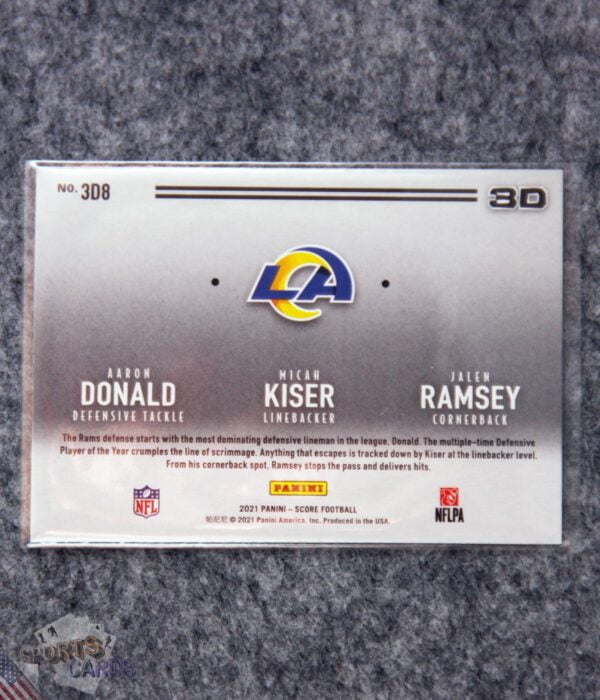 No. 3D8
3D
LA
AARON
DONALD
DEFENSIVE TACKLE
MICAH
KISER
LINEBACKER
JALEN
RAMSEY
CORNERBACK
The Rams defense starts with the most dominating defensive lineman in the league, Donald. The multiple-time Defensive
Player of the Year crumples the line of scrimmage. Anything that escapes is tracked down by Kiser at the linebacker level.
From his cornerback spot, Ramsey stops the pass and delivers hits.
PANINI
NFL
2021 PANINI – SCORE FOOTBALL
帕尼尼 © 2021 Panini America, Inc. Produced in the USA.
NFLPA
SPORTS
CARDS